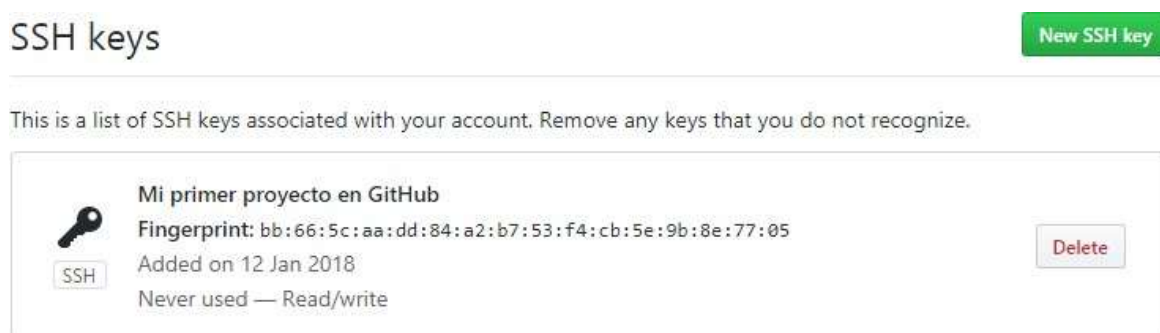 SSH keys
New SSH key
This is a list of SSH keys associated with your account. Remove any keys that you do not recognize.
Mi primer proyecto en GitHub
Fingerprint: bb:66:5c:aa:dd:84:a2:b7:53:f4:cb:5e:9b:8e:77:05
Added on 12 Jan 2018
Never used — Read/write
SSH
Delete